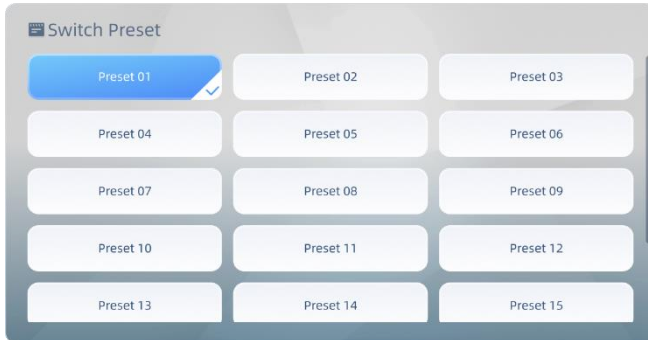 Switch Preset
Preset 01 Preset 02 Preset 03
Preset 04 Preset 05 Preset 06
Preset 07 Preset 08 Preset 09
Preset 10 Preset 11 Preset 12
Preset 13 Preset 14 Preset 15